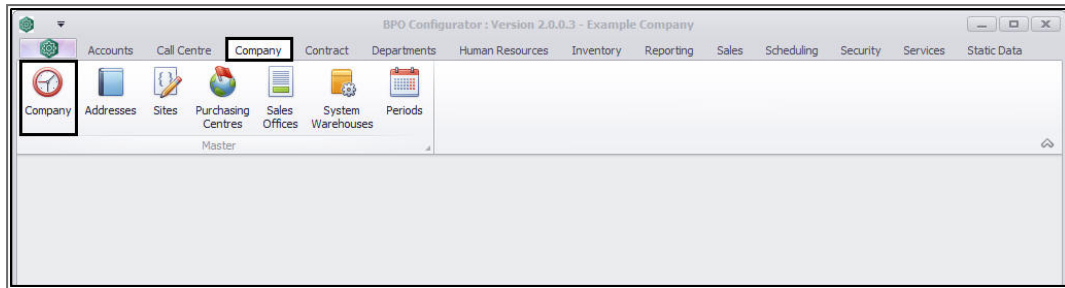 BPO Configurator : Version 2.0.0.3 - Example Company
Accounts Call Centre Company Contract Departments Human Resources Inventory Reporting Sales Scheduling Security Services Static Data
Company Addresses Sites Purchasing Centres Sales Offices System Warehouses Periods
Master